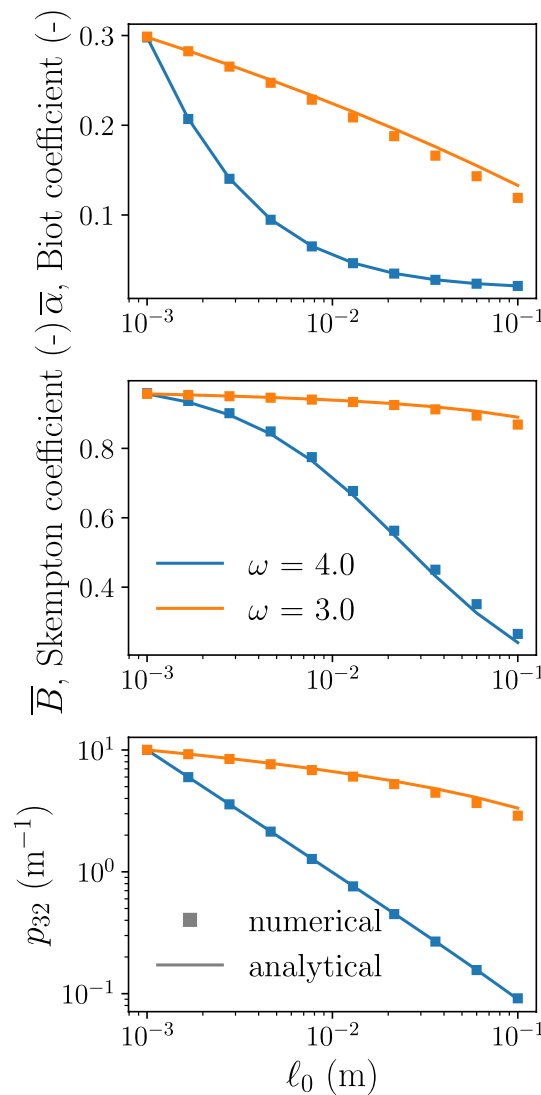 α̅, Biot coefficient (-)
0.3
0.2
0.1
10⁻³
10⁻²
10⁻¹
B̅, Skempton coefficient (-)
0.8
0.6
0.4
ω = 4.0
ω = 3.0
10⁻³
10⁻²
10⁻¹
p₃₂ (m⁻¹)
10¹
10⁰
10⁻¹
numerical
analytical
10⁻³
10⁻²
10⁻¹
ℓ₀ (m)